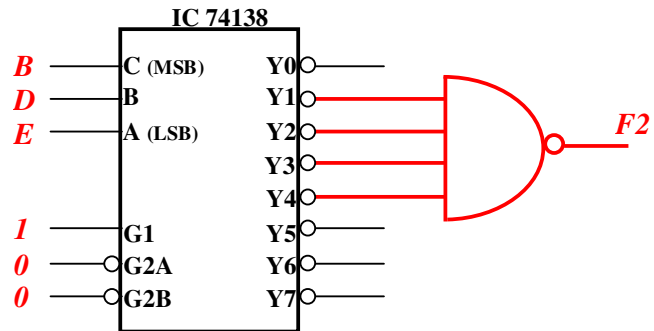 IC 74138
B C (MSB) Y0
D B Y1 F2
E A (LSB) Y2
Y3
Y4
1 G1 Y5
0 G2A Y6
0 G2B Y7